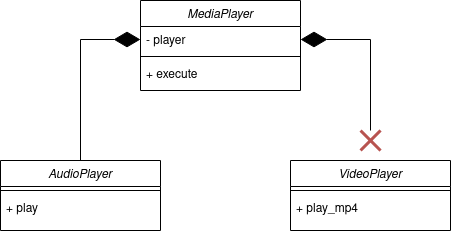 MediaPlayer
- player
+ execute
AudioPlayer
+ play
VideoPlayer
+ play_mp4